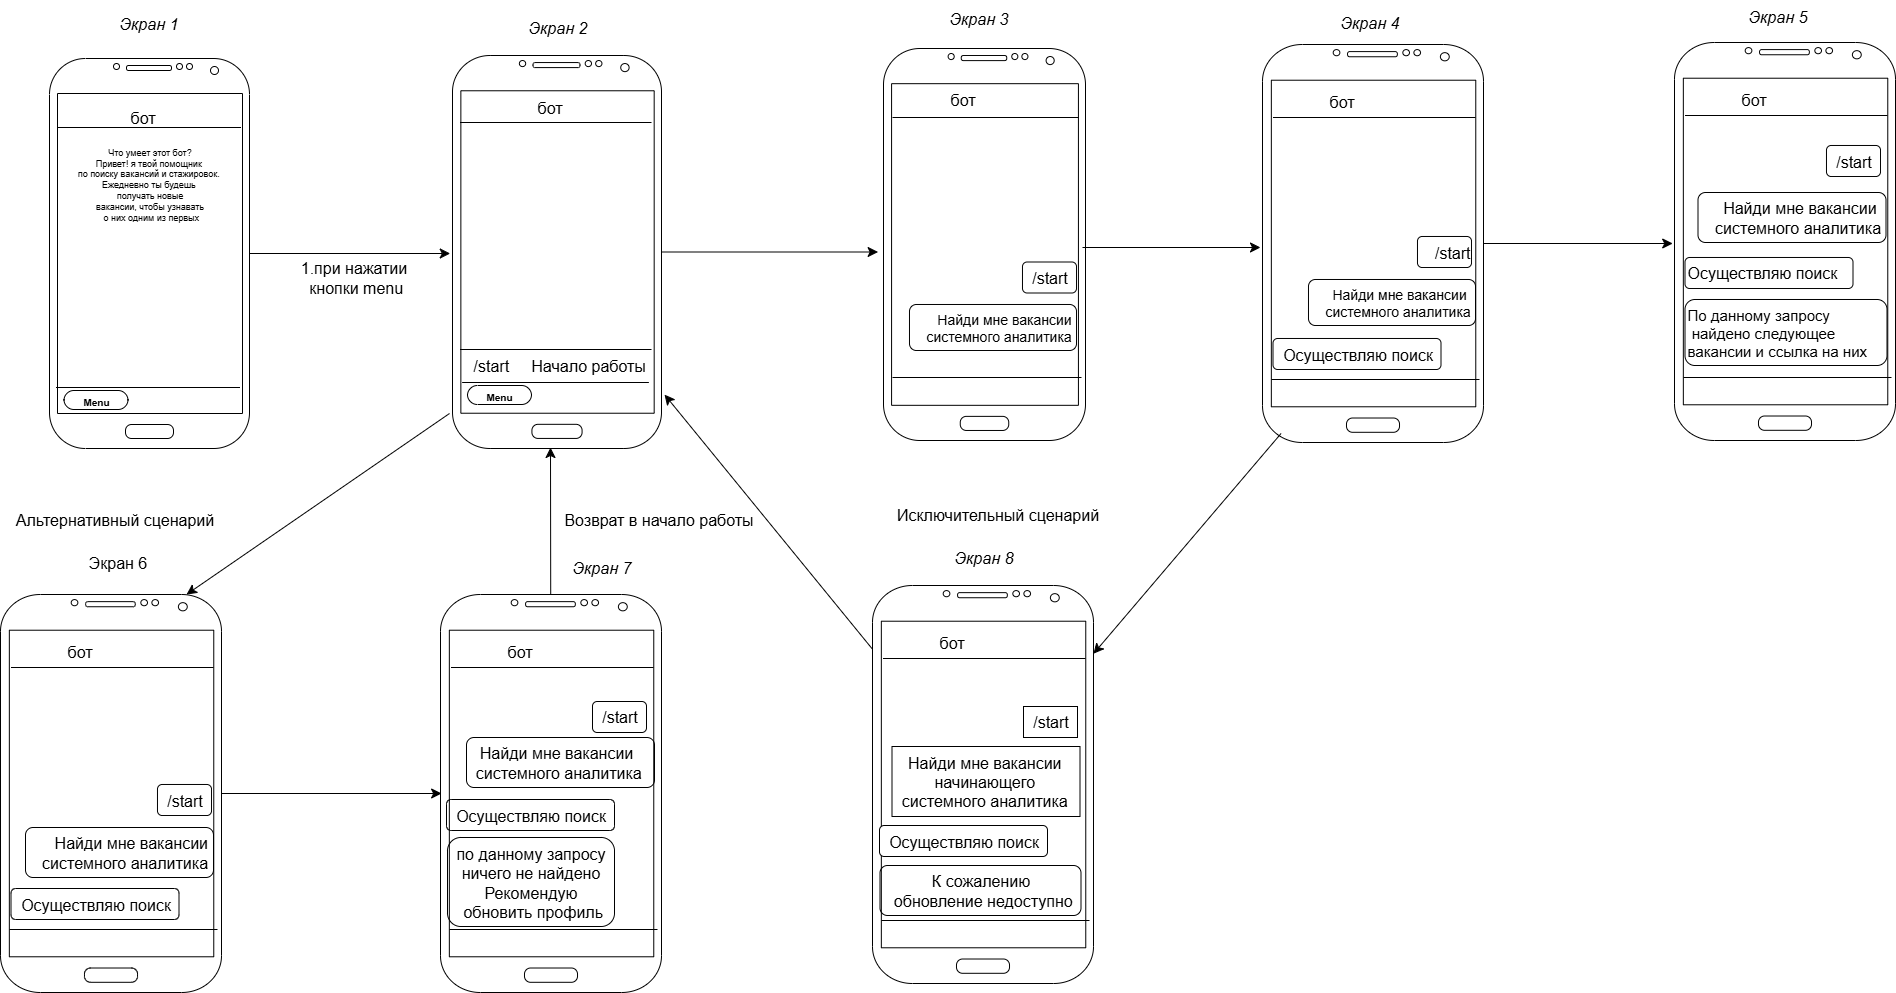 Экран 1
бот
Что умеет этот бот?
Привет! я твой помощник
по поиску вакансий и стажировок.
Ежедневно ты будешь
получать новые
вакансии, чтобы узнавать
о них одним из первых
Menu
1.при нажатии
кнопки menu
Экран 2
бот
/start Начало работы
Menu
Экран 3
бот
/start
Найди мне вакансии
системного аналитика
Экран 4
бот
/start
Найди мне вакансии
системного аналитика
Осуществляю поиск
Экран 5
бот
/start
Найди мне вакансии
системного аналитика
Осуществляю поиск
По данному запросу
найдено следующее
вакансии и ссылка на них
Альтернативный сценарий
Экран 6
бот
/start
Найди мне вакансии
системного аналитика
Осуществляю поиск
Возврат в начало работы
Экран 7
бот
/start
Найди мне вакансии
системного аналитика
Осуществляю поиск
по данному запросу
ничего не найдено
Рекомендую
обновить профиль
Исключительный сценарий
Экран 8
бот
/start
Найди мне вакансии
начинающего
системного аналитика
Осуществляю поиск
К сожалению
обновление недоступно